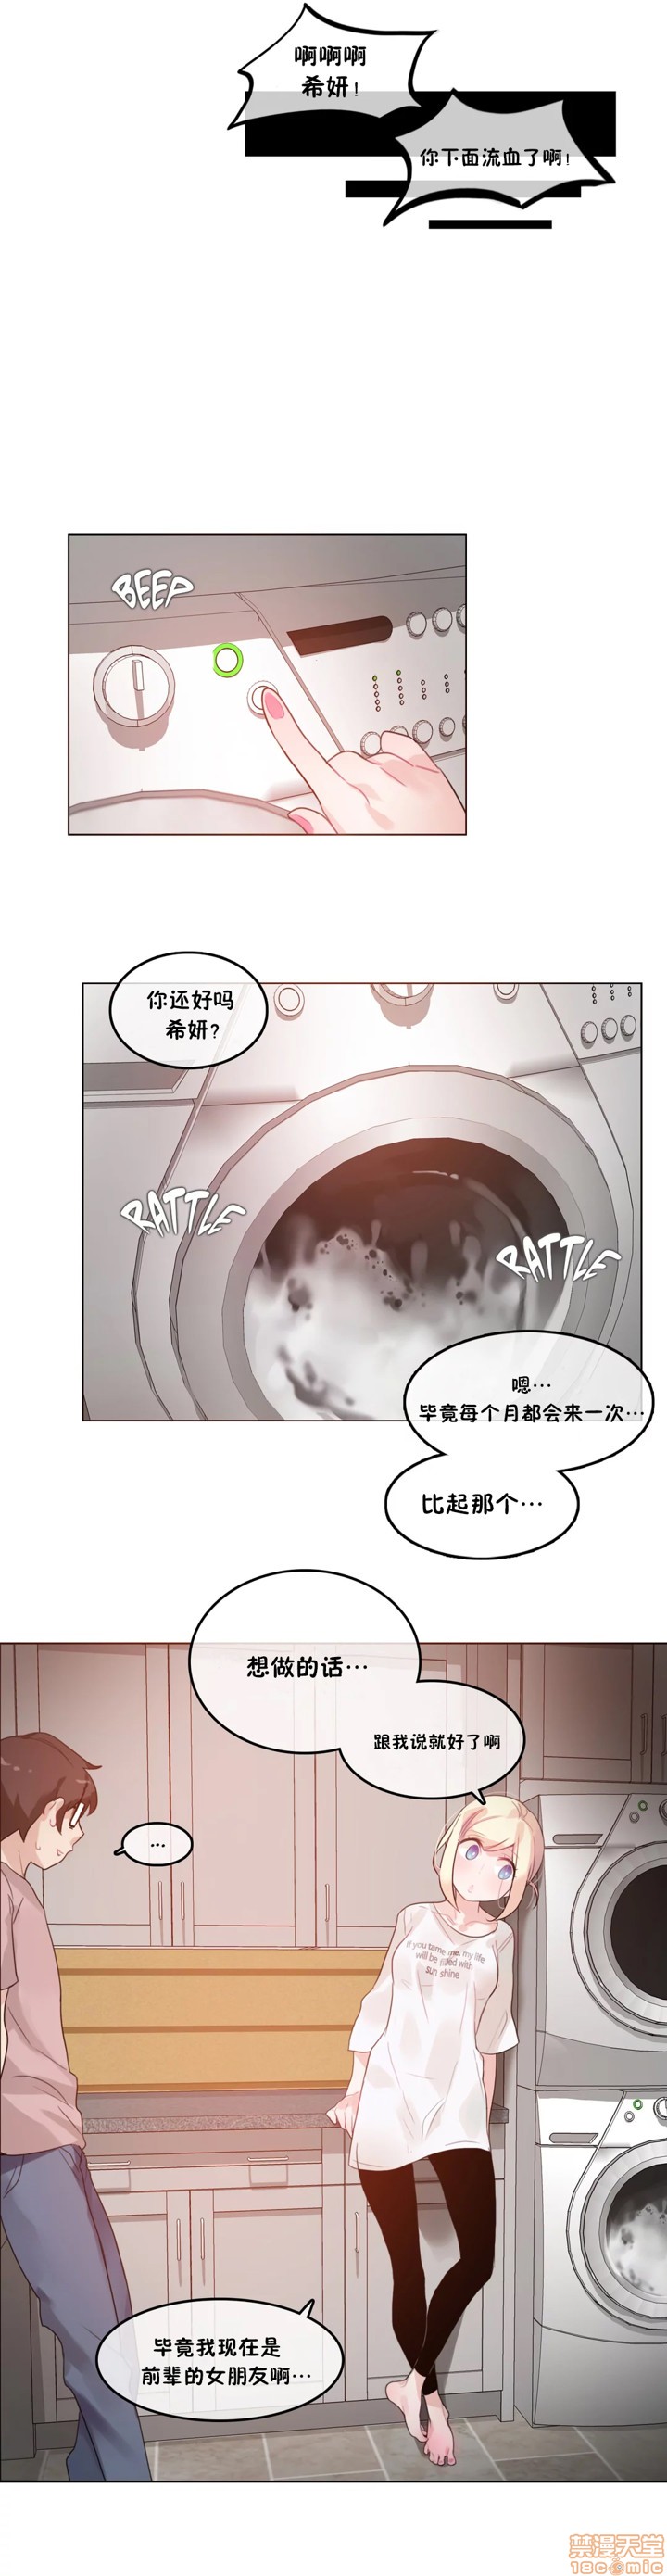 啊啊啊
希妍!
你下面流血了啊!
BEEP
你还好吗
希妍?
RATTLE
RATTLE
嗯…
毕竟每个月都会来一次…
比起那个…
想做的话…
跟我说就好了啊
…
If you tame me, my life
will be filled with
sun shine
毕竟我现在是
前辈的女朋友啊…
禁漫天堂
18comic